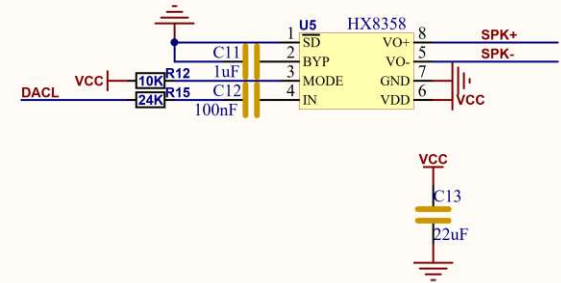 U5 HX8358
1 SD VO+ 8 SPK+
C11 2 BYP VO- 5 SPK-
VCC 10K R12 1uF 3 MODE GND 7
DACL 24K R15 C12 4 IN VDD 6 VCC
100nF
VCC
C13
22uF